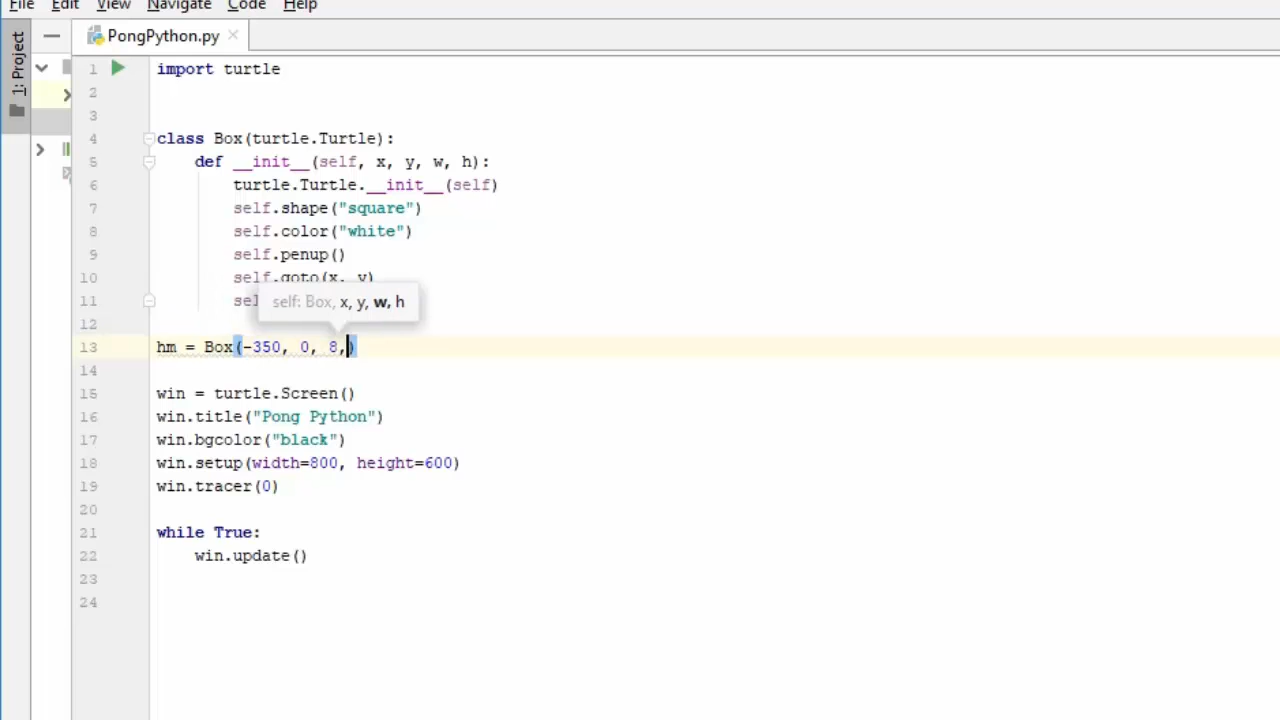 File Edit View Navigate Code Help
1: Project
PongPython.py
1 import turtle
2
3
4 class Box(turtle.Turtle):
5 def __init__(self, x, y, w, h):
6 turtle.Turtle.__init__(self)
7 self.shape("square")
8 self.color("white")
9 self.penup()
10 self.goto(x, y)
11
self: Box, x, y, w, h
12
13 hm = Box(-350, 0, 8,)
14
15 win = turtle.Screen()
16 win.title("Pong Python")
17 win.bgcolor("black")
18 win.setup(width=800, height=600)
19 win.tracer(0)
20
21 while True:
22 win.update()
23
24